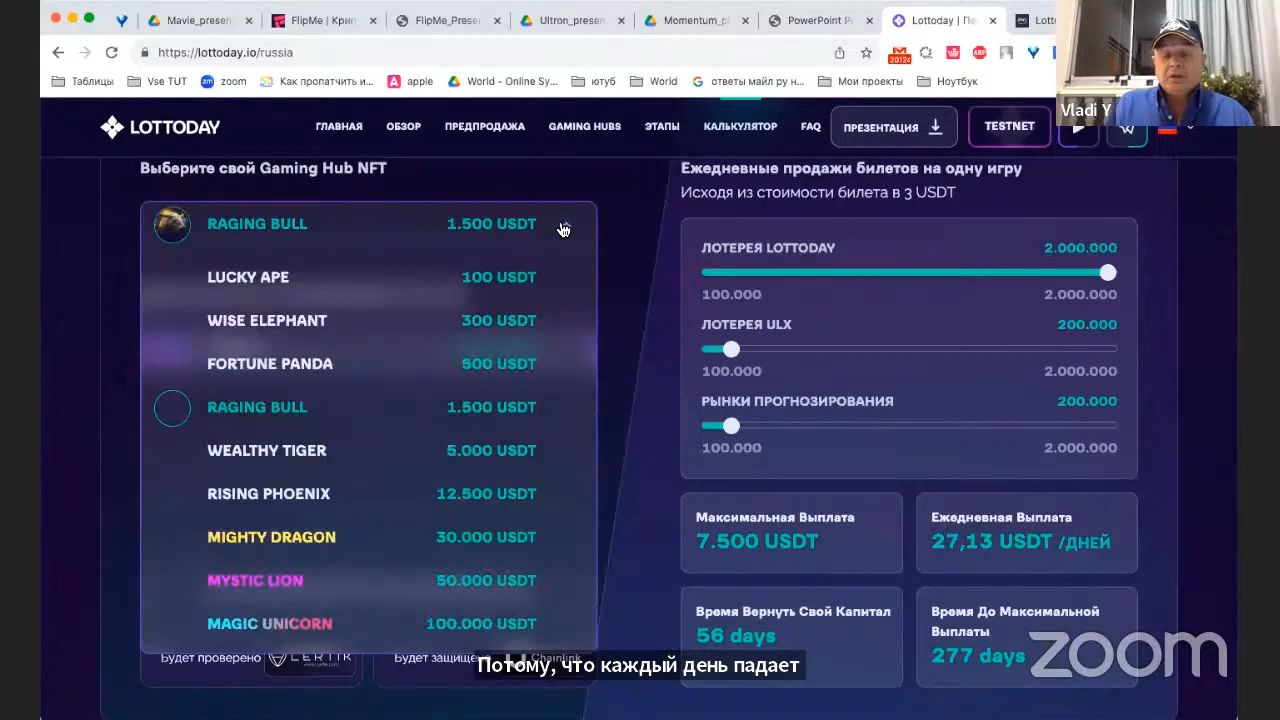 Mavie_presen
FlipMe | Крип
FlipMe_Prese
Ultron_presen
Momentum_pl
PowerPoint P
Lottoday | Пе
Lotto
https://lottoday.io/russia
20124
ABP
Таблицы
Vse TUT
zm zoom
Как пропатчить и...
apple
World - Online Sy...
ютуб
World
ответы майл ру н...
Мои проекты
Ноутбук
Vladi Y
LOTTODAY
ГЛАВНАЯ
ОБЗОР
ПРЕДПРОДАЖА
GAMING HUBS
ЭТАПЫ
КАЛЬКУЛЯТОР
FAQ
ПРЕЗЕНТАЦИЯ
TESTNET
Выберите свой Gaming Hub NFT
RAGING BULL 1.500 USDT
LUCKY APE 100 USDT
WISE ELEPHANT 300 USDT
FORTUNE PANDA 500 USDT
RAGING BULL 1.500 USDT
WEALTHY TIGER 5.000 USDT
RISING PHOENIX 12.500 USDT
MIGHTY DRAGON 30.000 USDT
MYSTIC LION 50.000 USDT
MAGIC UNICORN 100.000 USDT
Будет проверено CERTIK
Будет защищен Chainlink
Ежедневные продажи билетов на одну игру
Исходя из стоимости билета в 3 USDT
ЛОТЕРЕЯ LOTTODAY 2.000.000
100.000 2.000.000
ЛОТЕРЕЯ ULX 200.000
100.000 2.000.000
РЫНКИ ПРОГНОЗИРОВАНИЯ 200.000
100.000 2.000.000
Максимальная Выплата
7.500 USDT
Ежедневная Выплата
27,13 USDT /ДНЕЙ
Время Вернуть Свой Капитал
56 days
Время До Максимальной
Выплаты
277 days
Потому, что каждый день падает
zoom